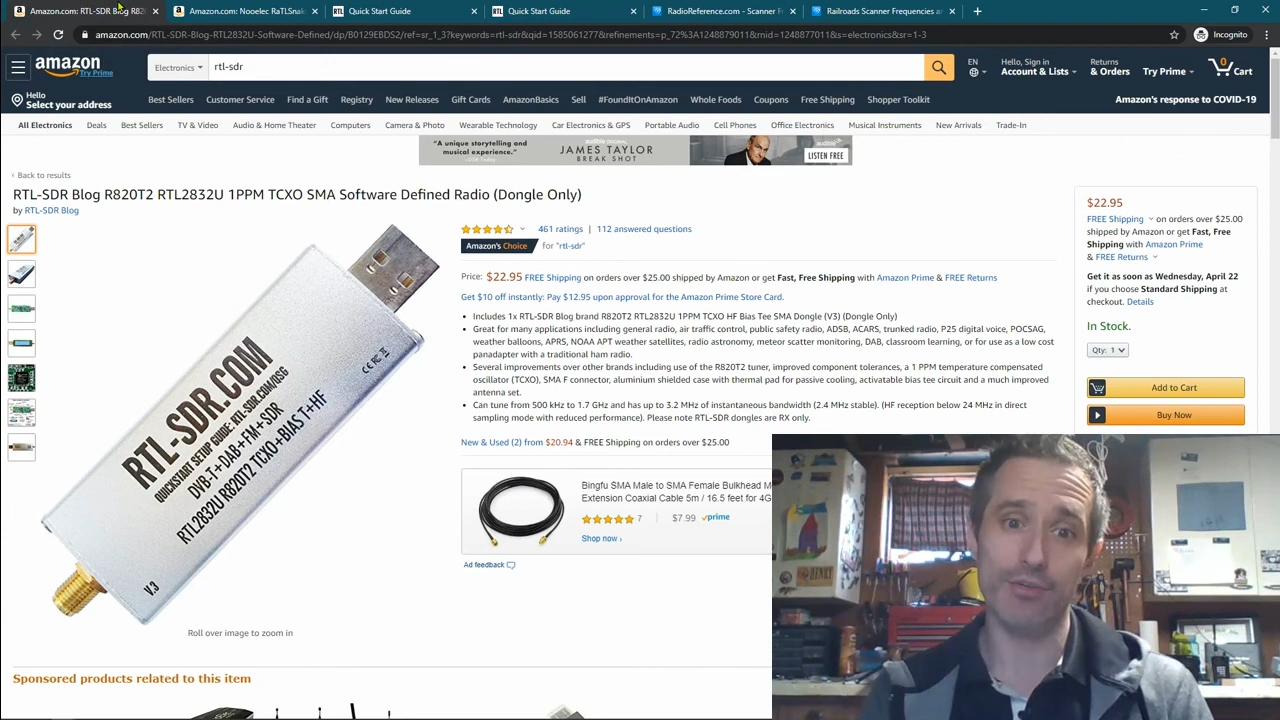 Amazon.com: RTL-SDR Blog R820
Amazon.com: Nooelec RaTLSnak
RTL-SDR Quick Start Guide
RTL-SDR Quick Start Guide
RadioReference.com - Scanner F
Railroads Scanner Frequencies a
amazon.com/RTL-SDR-Blog-RTL2832U-Software-Defined/dp/B0129EBDS2/ref=sr_1_3?keywords=rtl-sdr&qid=1585061277&refinements=p_72%3A1248879011&rnid=1248877011&s=electronics&sr=1-3
Incognito
amazon
Try Prime
Electronics
rtl-sdr
EN
Hello, Sign in
Account & Lists
Returns
& Orders
Try Prime
0
Cart
Hello
Select your address
Best Sellers
Customer Service
Find a Gift
Registry
New Releases
Gift Cards
AmazonBasics
Sell
#FoundItOnAmazon
Whole Foods
Coupons
Free Shipping
Shopper Toolkit
Amazon's response to COVID-19
All Electronics
Deals
Best Sellers
TV & Video
Audio & Home Theater
Computers
Camera & Photo
Wearable Technology
Car Electronics & GPS
Portable Audio
Cell Phones
Office Electronics
Musical Instruments
New Arrivals
Trade-In
"A unique storytelling and
musical experience."
JAMES TAYLOR
BREAK SHOT
LISTEN FREE
‹ Back to results
RTL-SDR Blog R820T2 RTL2832U 1PPM TCXO SMA Software Defined Radio (Dongle Only)
by RTL-SDR Blog
461 ratings | 112 answered questions
Amazon's Choice for "rtl-sdr"
Price: $22.95 FREE Shipping on orders over $25.00 shipped by Amazon or get Fast, Free Shipping with Amazon Prime & FREE Returns
Get $10 off instantly: Pay $12.95 upon approval for the Amazon Prime Store Card.
• Includes 1x RTL-SDR Blog brand R820T2 RTL2832U 1PPM TCXO HF Bias Tee SMA Dongle (V3) (Dongle Only)
• Great for many applications including general radio, air traffic control, public safety radio, ADSB, ACARS, trunked radio, P25 digital voice, POCSAG,
weather balloons, APRS, NOAA APT weather satellites, radio astronomy, meteor scatter monitoring, DAB, classroom learning, or for use as a low cost
panadapter with a traditional ham radio.
• Several improvements over other brands including use of the R820T2 tuner, improved component tolerances, a 1 PPM temperature compensated
oscillator (TCXO), SMA F connector, aluminium shielded case with thermal pad for passive cooling, activatable bias tee circuit and a much improved
antenna set.
• Can tune from 500 kHz to 1.7 GHz and has up to 3.2 MHz of instantaneous bandwidth (2.4 MHz stable). (HF reception below 24 MHz in direct
sampling mode with reduced performance). Please note RTL-SDR dongles are RX only.
New & Used (2) from $20.94 & FREE Shipping on orders over $25.00
Bingfu SMA Male to SMA Female Bulkhead M
Extension Coaxial Cable 5m / 16.5 feet for 4G
7 | $7.99 prime
Shop now ›
Ad feedback
RTL-SDR.COM
QUICKSTART SETUP GUIDE: RTL-SDR.COM/QSG
DVB-T+DAB+FM+SDR
RTL2832U R820T2 TCXO+BIAS T+HF
V.3
CE FC
Roll over image to zoom in
Sponsored products related to this item
$22.95
FREE Shipping on orders over $25.00
shipped by Amazon or get Fast, Free
Shipping with Amazon Prime
& FREE Returns
Get it as soon as Wednesday, April 22
if you choose Standard Shipping at
checkout. Details
In Stock.
Qty: 1
Add to Cart
Buy Now
HENRY